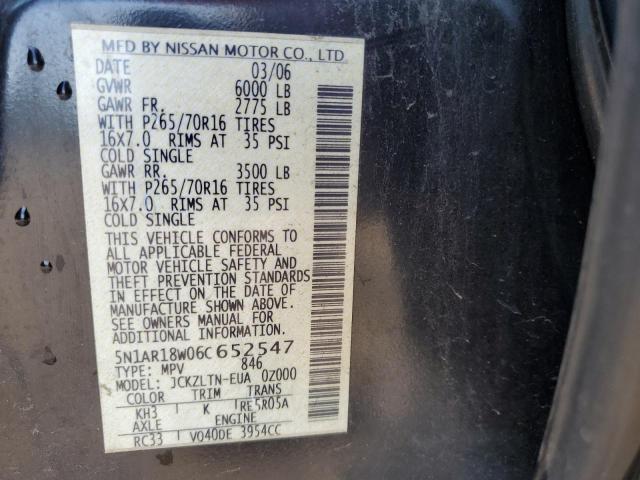 MFD BY NISSAN MOTOR CO., LTD
DATE 03/06
GVWR 6000 LB
GAWR FR. 2775 LB
WITH P265/70R16 TIRES
16X7.0 RIMS AT 35 PSI
COLD SINGLE
GAWR RR. 3500 LB
WITH P265/70R16 TIRES
16X7.0 RIMS AT 35 PSI
COLD SINGLE
THIS VEHICLE CONFORMS TO
ALL APPLICABLE FEDERAL
MOTOR VEHICLE SAFETY AND
THEFT PREVENTION STANDARDS
IN EFFECT ON THE DATE OF
MANUFACTURE SHOWN ABOVE.
SEE OWNERS MANUAL FOR
ADDITIONAL INFORMATION.
5N1AR18W06C652547
TYPE: MPV 846
MODEL: JCKZLTN-EUA 0Z000
COLOR TRIM TRANS
KH3 K RE5R05A
AXLE ENGINE
RC33 VQ40DE 3954CC